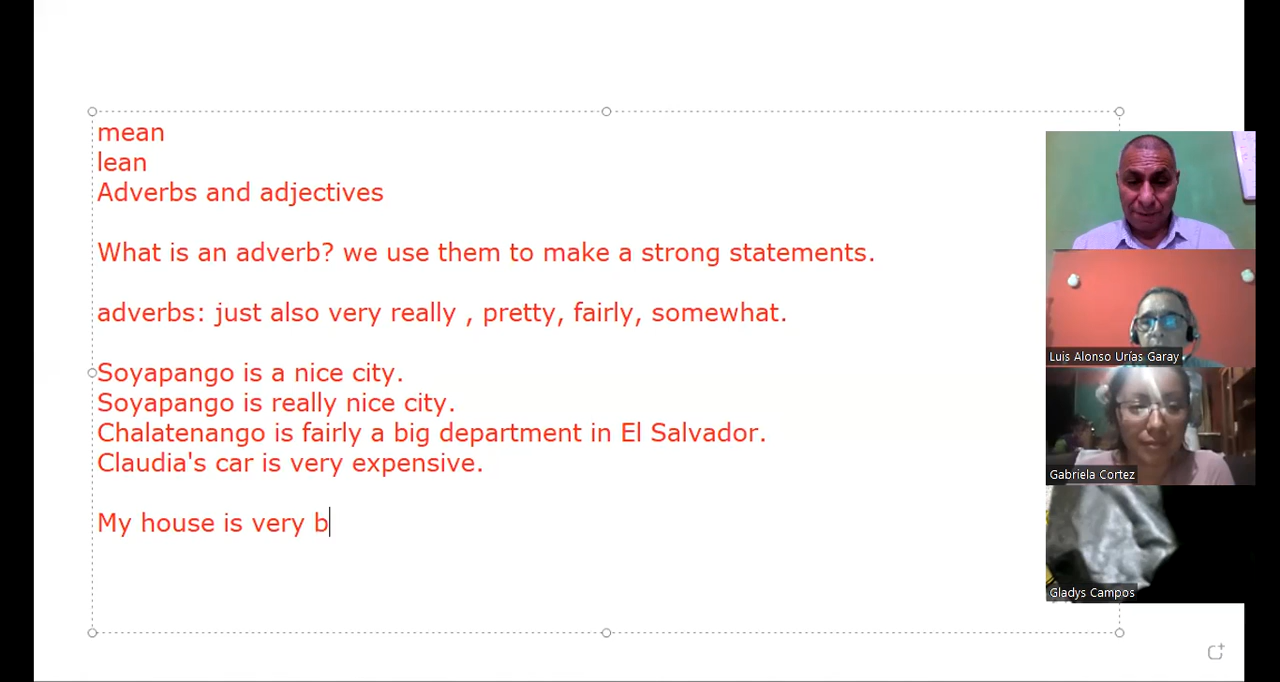 mean
lean
Adverbs and adjectives
What is an adverb? we use them to make a strong statements.
adverbs: just also very really , pretty, fairly, somewhat.
Soyapango is a nice city.
Soyapango is really nice city.
Chalatenango is fairly a big department in El Salvador.
Claudia's car is very expensive.
My house is very b
Luis Alonso Urías Garay
Gabriela Cortez
Gladys Campos